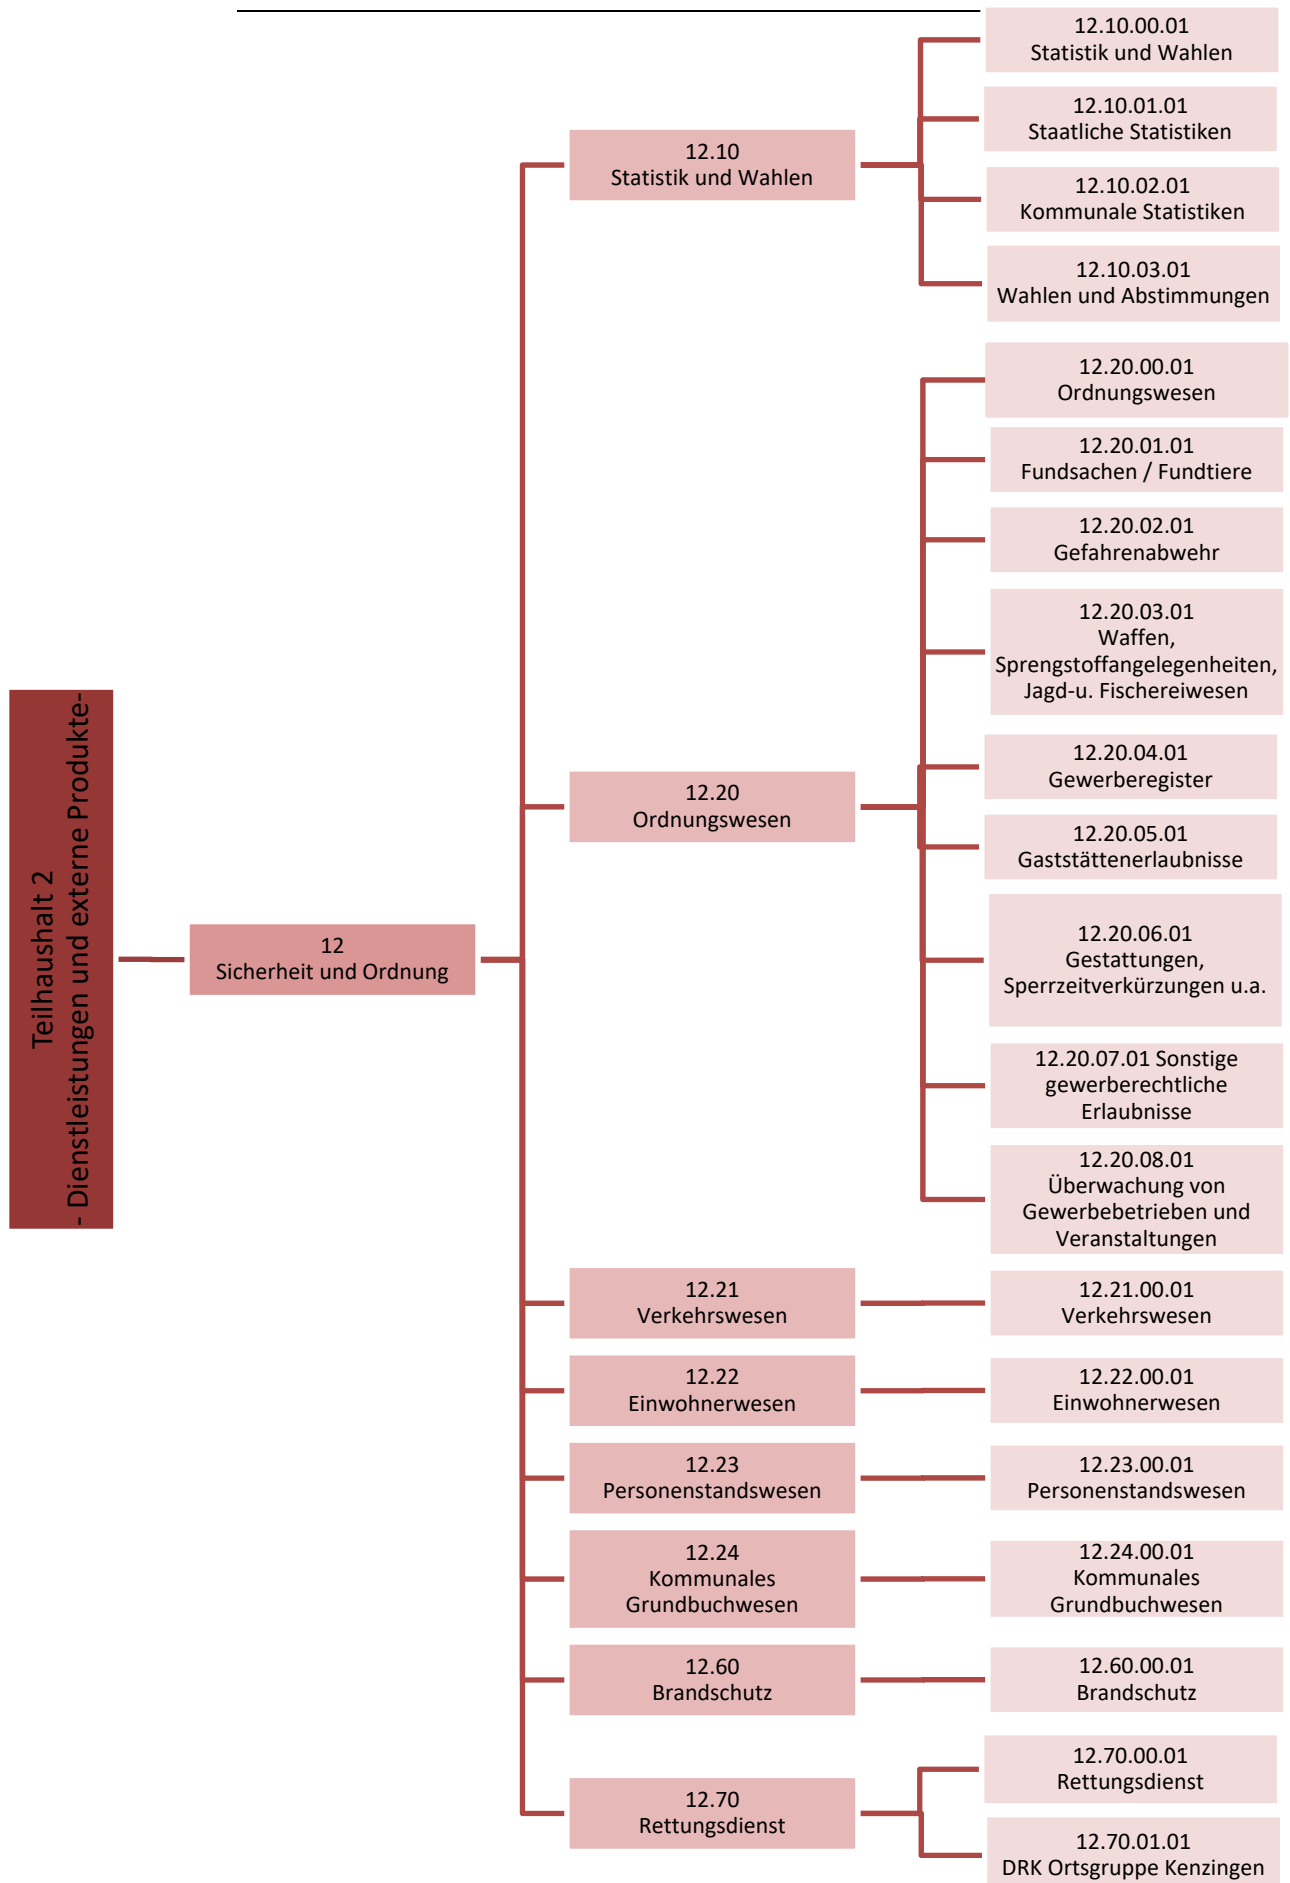 Teilhaushalt 2
- Dienstleistungen und externe Produkte-
12
Sicherheit und Ordnung
12.10
Statistik und Wahlen
12.10.00.01
Statistik und Wahlen
12.10.01.01
Staatliche Statistiken
12.10.02.01
Kommunale Statistiken
12.10.03.01
Wahlen und Abstimmungen
12.20
Ordnungswesen
12.20.00.01
Ordnungswesen
12.20.01.01
Fundsachen / Fundtiere
12.20.02.01
Gefahrenabwehr
12.20.03.01
Waffen,
Sprengstoffangelegenheiten,
Jagd-u. Fischereiwesen
12.20.04.01
Gewerberegister
12.20.05.01
Gaststättenerlaubnisse
12.20.06.01
Gestattungen,
Sperrzeitverkürzungen u.a.
12.20.07.01 Sonstige
gewerberechtliche
Erlaubnisse
12.20.08.01
Überwachung von
Gewerbebetrieben und
Veranstaltungen
12.21
Verkehrswesen
12.21.00.01
Verkehrswesen
12.22
Einwohnerwesen
12.22.00.01
Einwohnerwesen
12.23
Personenstandswesen
12.23.00.01
Personenstandswesen
12.24
Kommunales
Grundbuchwesen
12.24.00.01
Kommunales
Grundbuchwesen
12.60
Brandschutz
12.60.00.01
Brandschutz
12.70
Rettungsdienst
12.70.00.01
Rettungsdienst
12.70.01.01
DRK Ortsgruppe Kenzingen